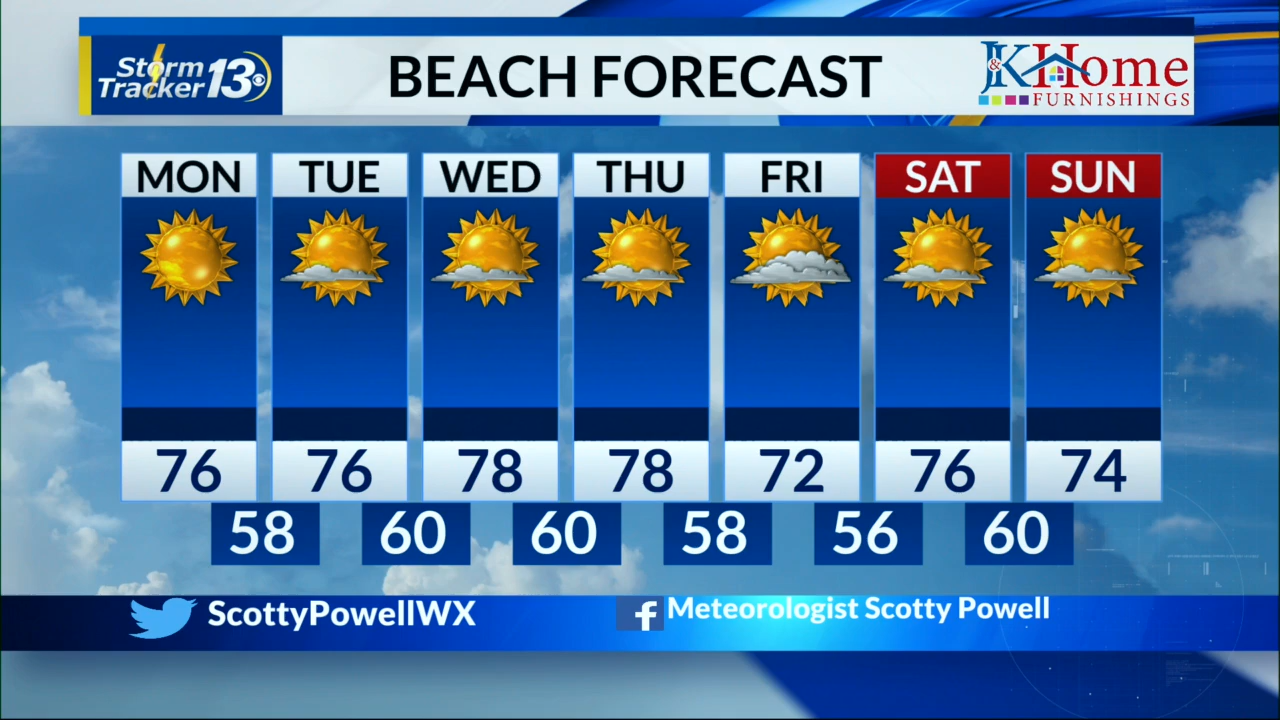 Storm
Tracker 13
BEACH FORECAST
J&K Home
FURNISHINGS
MON TUE WED THU FRI SAT SUN
76 76 78 78 72 76 74
58 60 60 58 56 60
ScottyPowellWX
f Meteorologist Scotty Powell